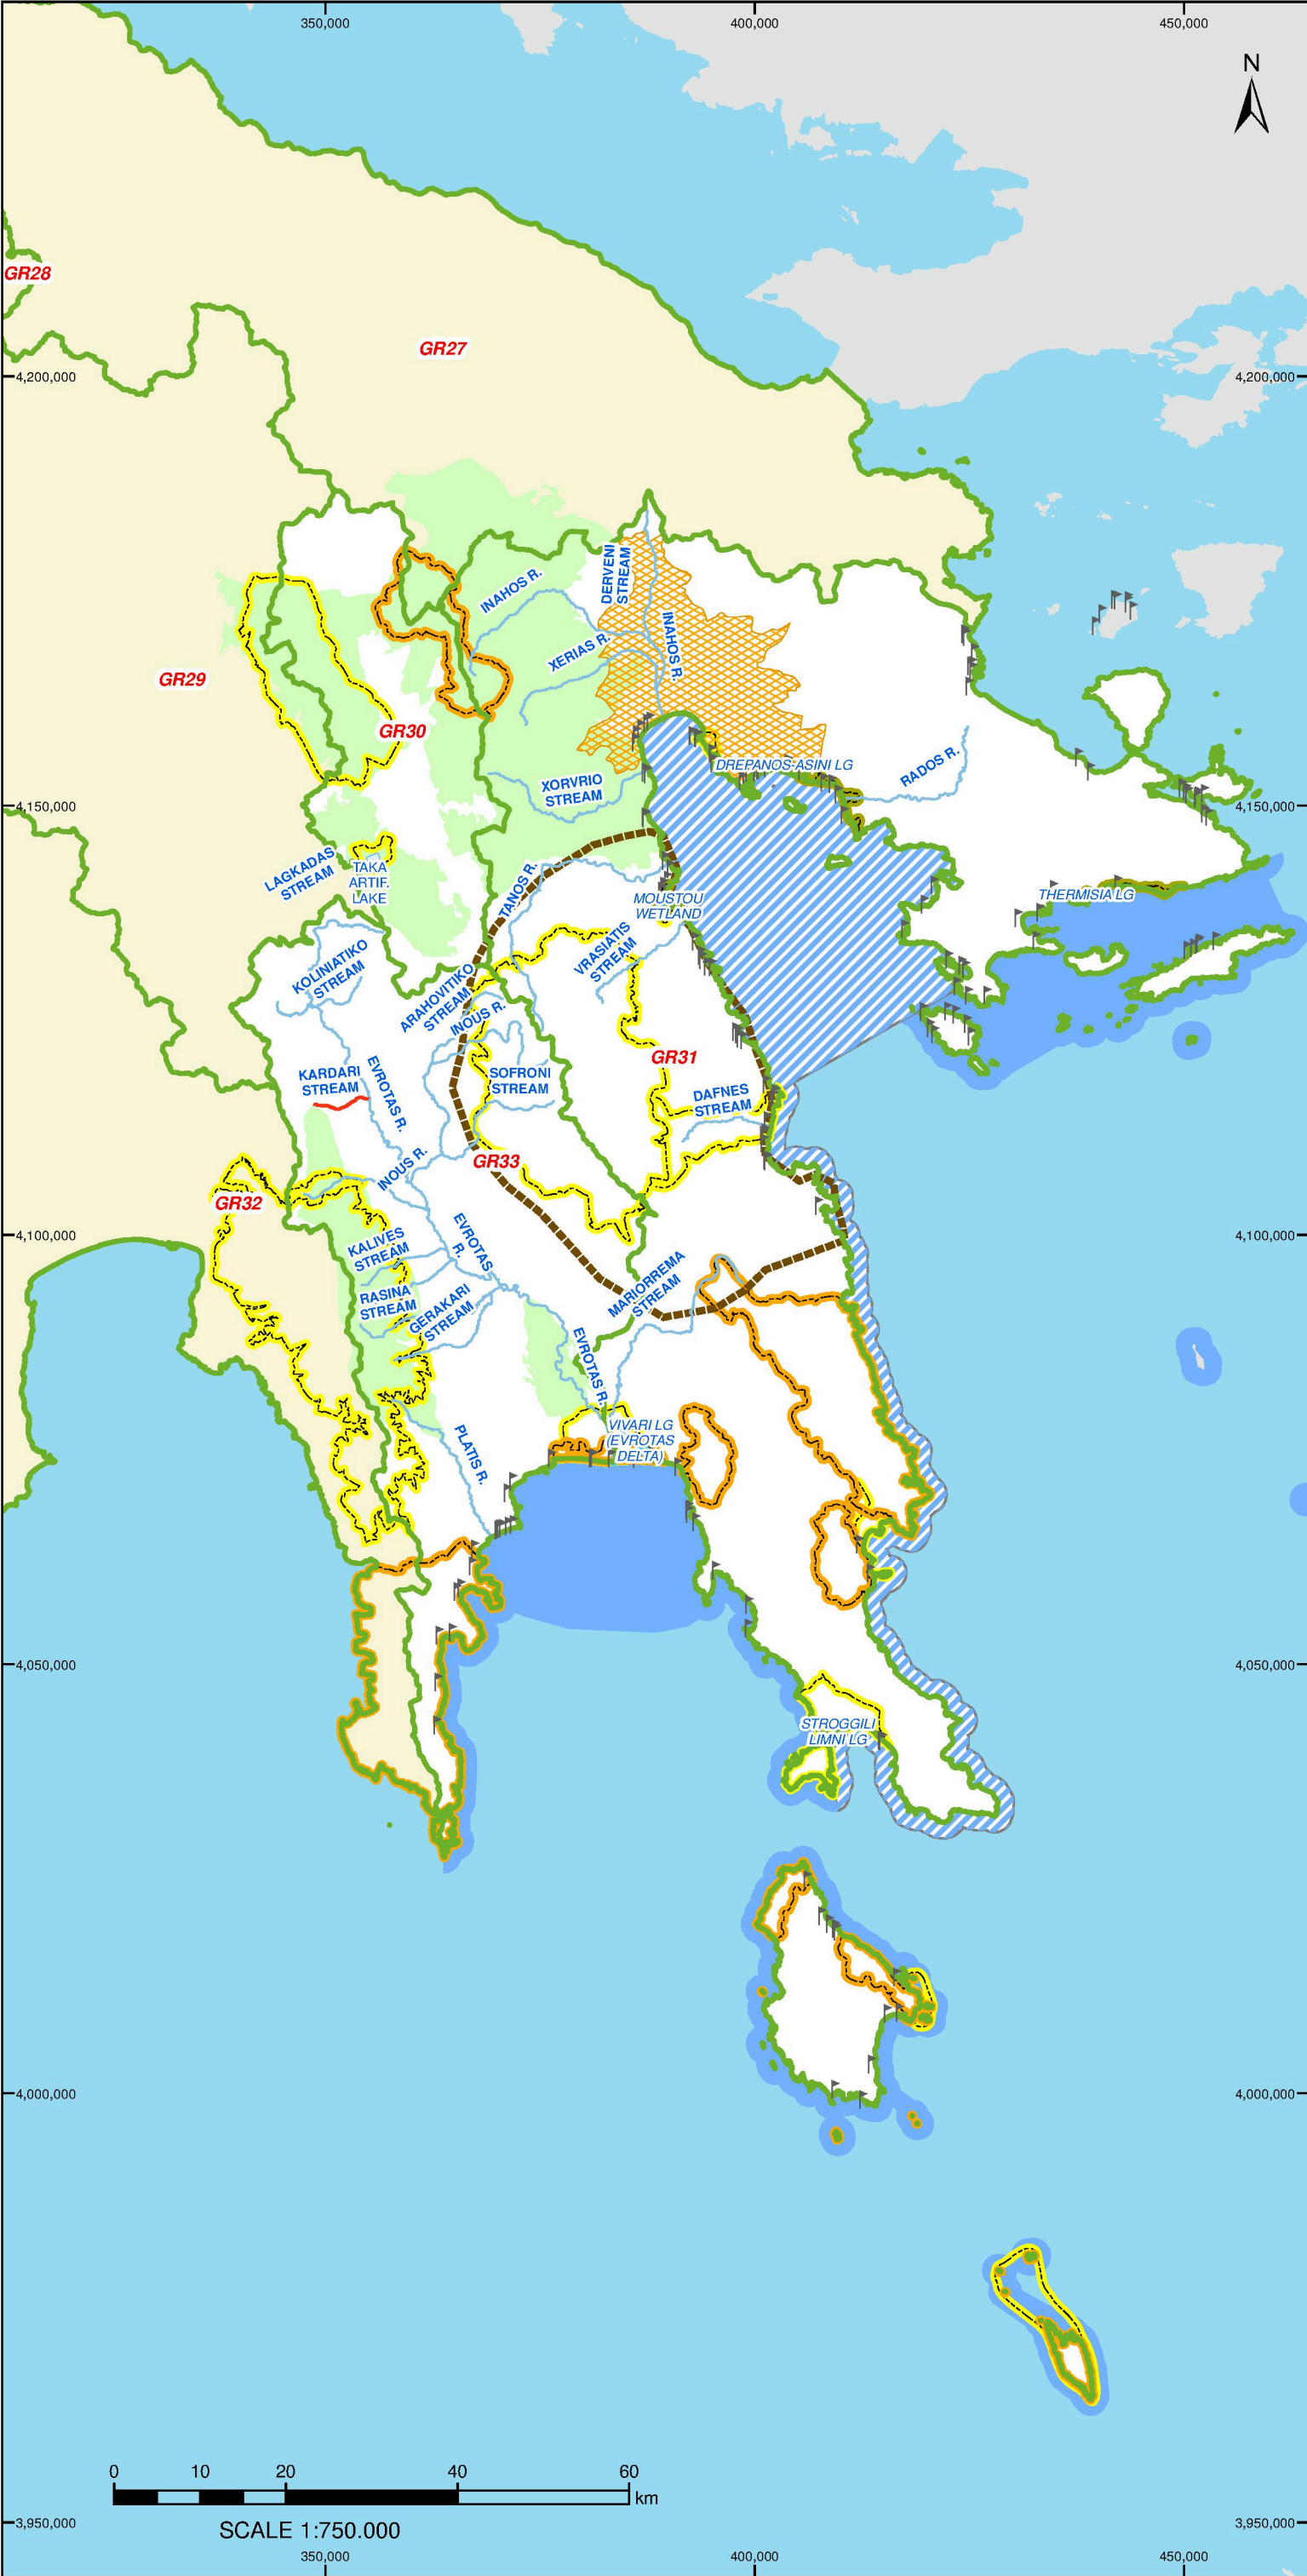 350,000
400,000
450,000
N
GR28
GR27
4,200,000
4,200,000
DERVENI
STREAM
INAHOS R.
INAHOS R.
XERIAS R.
GR29
GR30
DREPANOS-ASINI LG
RADOS R.
XORVRIO
STREAM
4,150,000
4,150,000
LAGKADAS
STREAM
TAKA
ARTIF.
LAKE
TANOS R.
MOUSTOU
WETLAND
THERMISIA LG
KOLINIATIKO
STREAM
VRASIATIS
STREAM
ARAHOVITIKO
STREAM
INOUS R.
GR31
KARDARI
STREAM
EVROTAS R.
SOFRONI
STREAM
DAFNES
STREAM
INOUS R.
GR33
GR32
4,100,000
4,100,000
KALIVES
STREAM
EVROTAS
R.
RASINA
STREAM
GERAKARI
STREAM
MARIORREMA
STREAM
EVROTAS R.
PLATIS R.
VIVARI LG
(EVROTAS
DELTA)
4,050,000
4,050,000
STROGGILI
LIMNI LG
4,000,000
4,000,000
0 10 20 40 60
km
SCALE 1:750.000
3,950,000
3,950,000
350,000
400,000
450,000